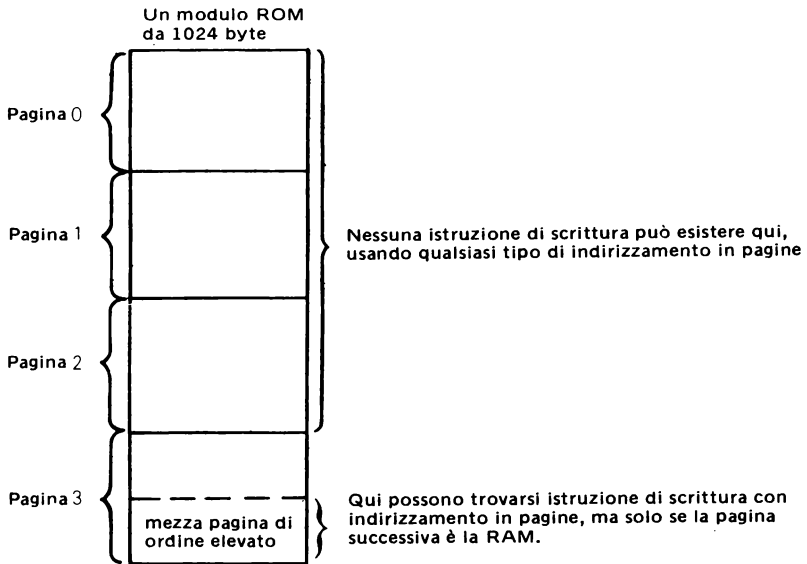 Un modulo ROM
da 1024 byte
Pagina 0
Pagina 1
Nessuna istruzione di scrittura può esistere qui,
usando qualsiasi tipo di indirizzamento in pagine
Pagina 2
Pagina 3
mezza pagina di
ordine elevato
Qui possono trovarsi istruzione di scrittura con
indirizzamento in pagine, ma solo se la pagina
successiva è la RAM.